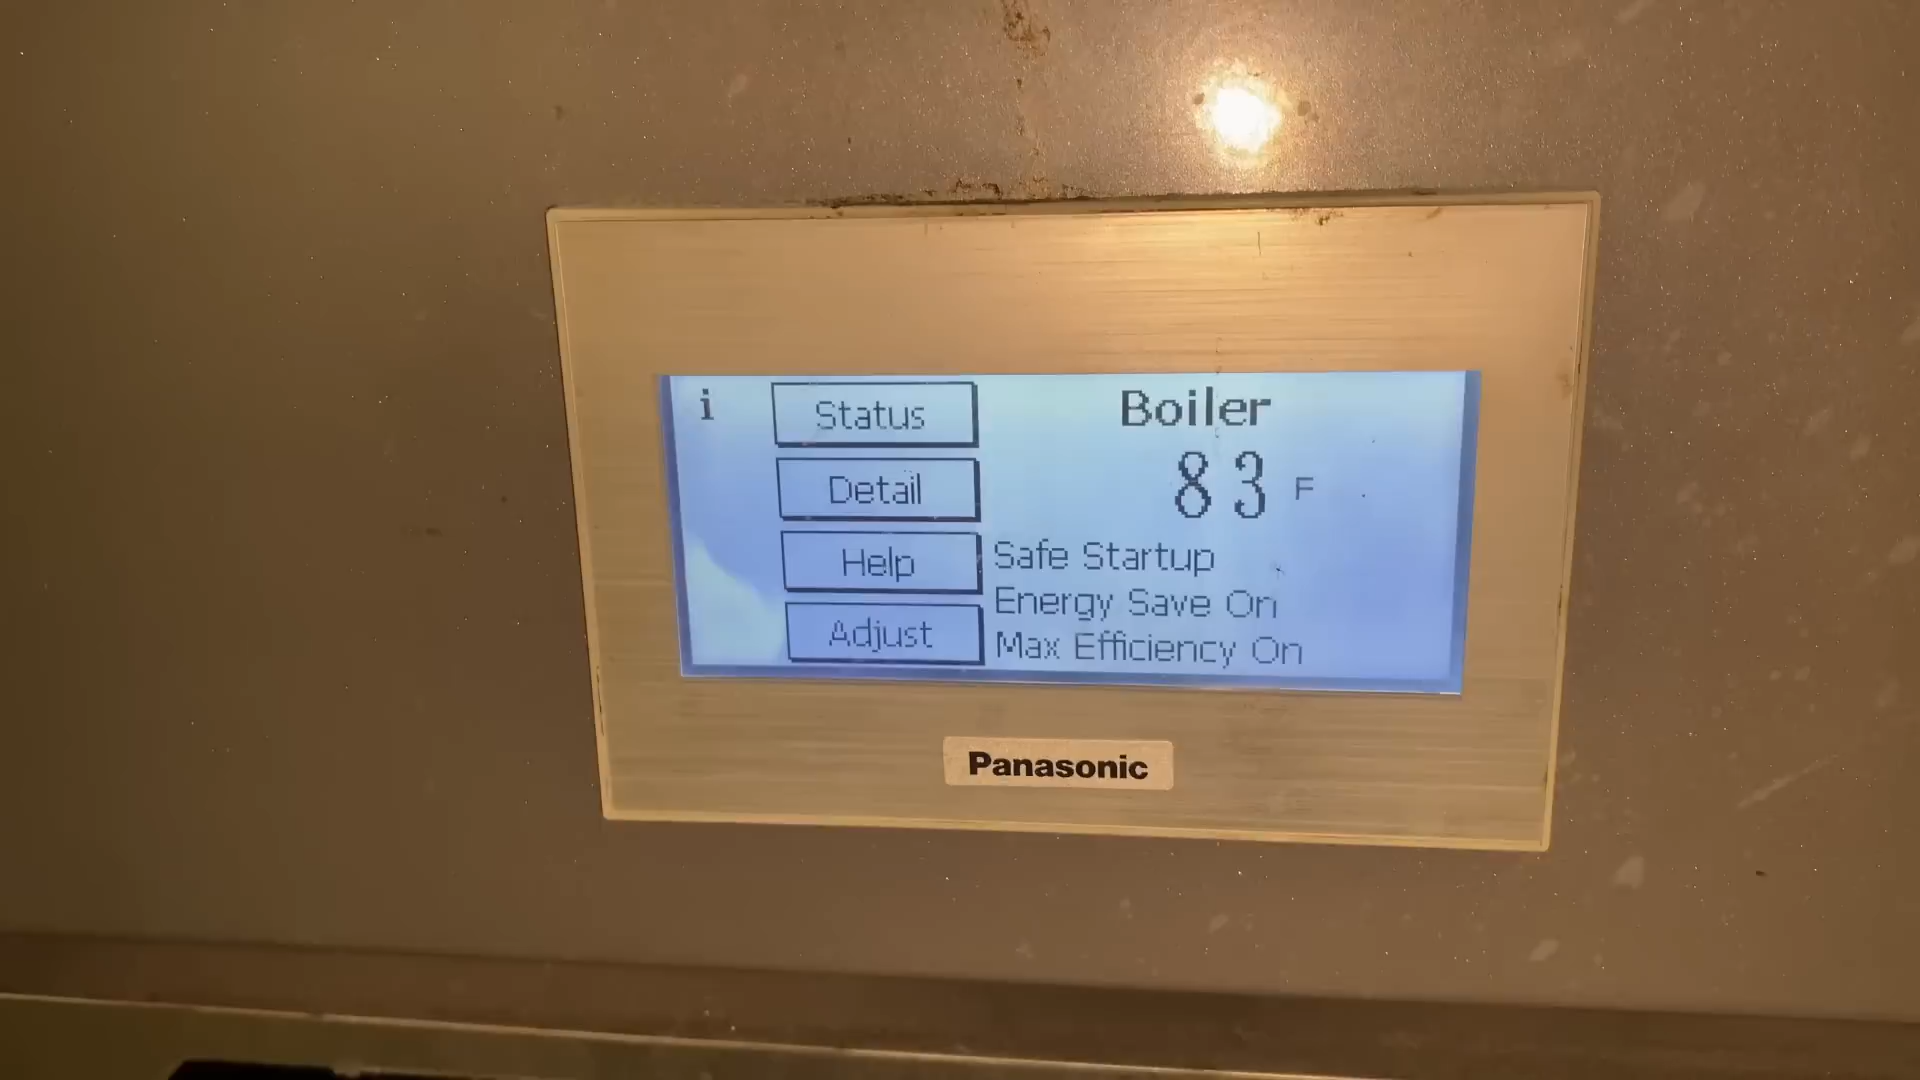 i
Status
Detail
Help
Adjust
Boiler
83 F
Safe Startup
Energy Save On
Max Efficiency On
Panasonic